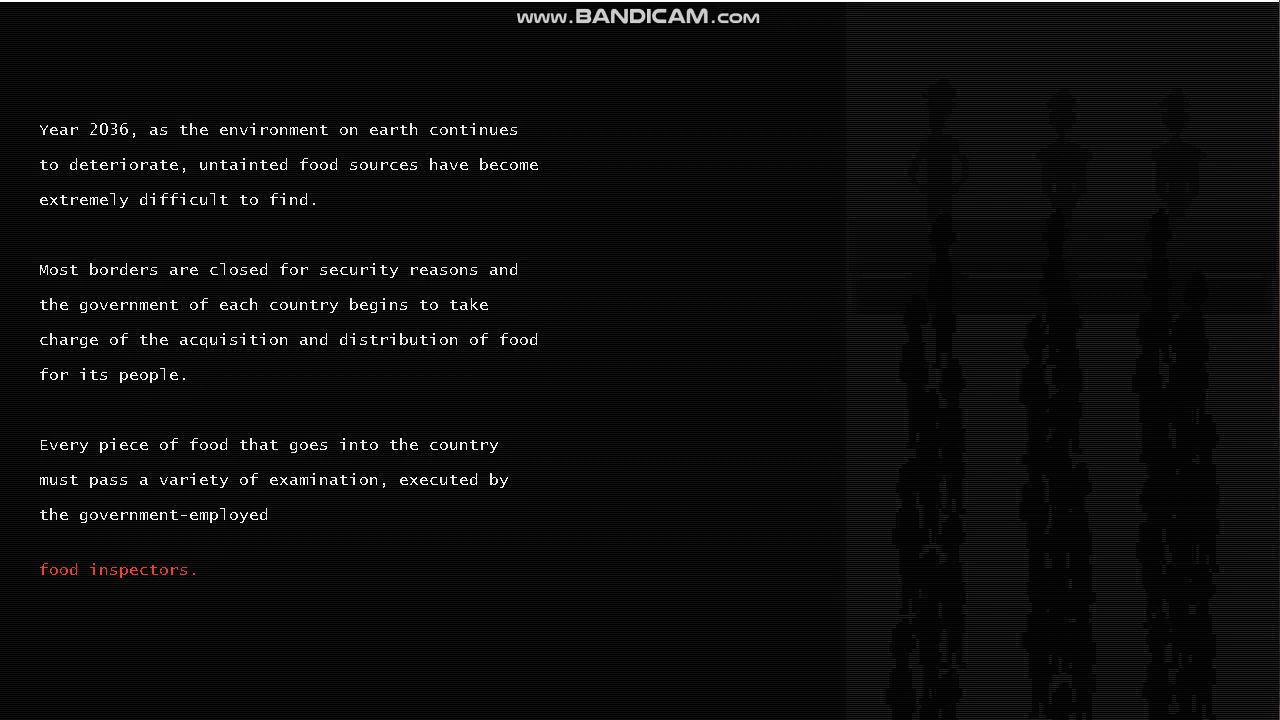 www.BANDICAM.com
Year 2036, as the environment on earth continues
to deteriorate, untainted food sources have become
extremely difficult to find.
Most borders are closed for security reasons and
the government of each country begins to take
charge of the acquisition and distribution of food
for its people.
Every piece of food that goes into the country
must pass a variety of examination, executed by
the government-employed
food inspectors.